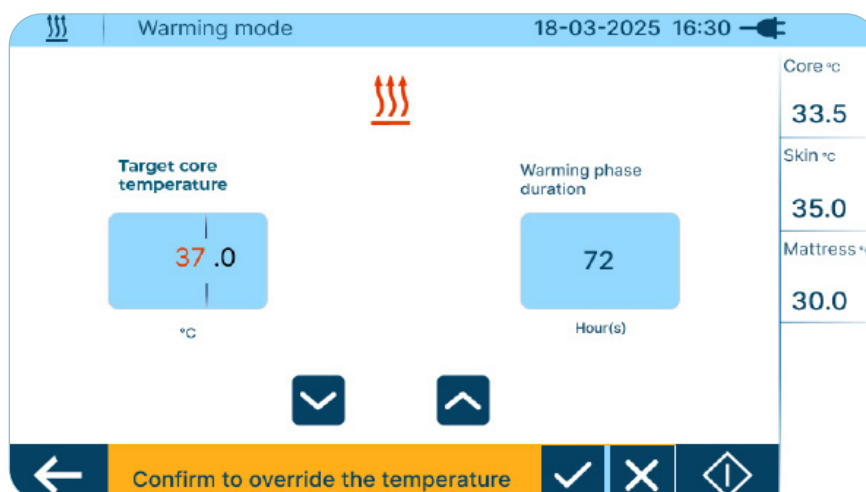 Warming mode
18-03-2025 16:30
Core °C
33.5
Skin °C
35.0
Mattress °
30.0
Target core
temperature
37 .0
°C
Warming phase
duration
72
Hour(s)
Confirm to override the temperature